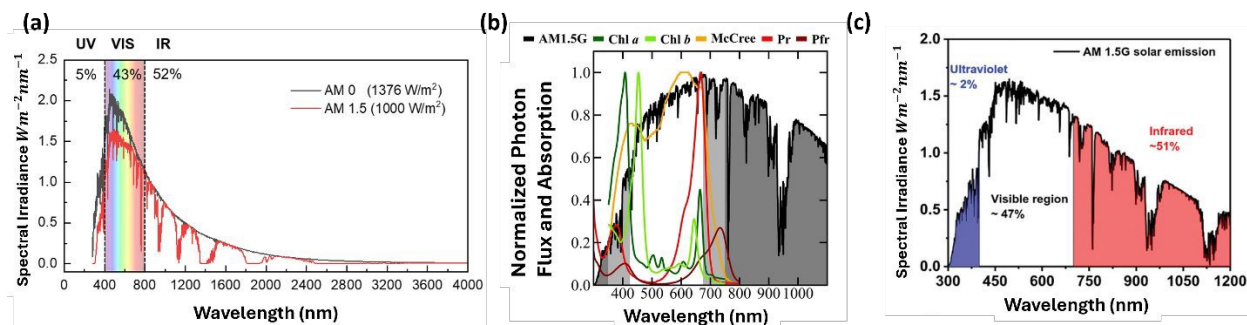 (a)
UV VIS IR
5% 43% 52%
AM 0 (1376 W/m²)
AM 1.5 (1000 W/m²)
Spectral Irradiance Wm⁻²nm⁻¹
2.5
2.0
1.5
1.0
0.5
0.0
0 400 800 1200 1600 2000 2400 2800 3200 3600 4000
Wavelength (nm)
(b)
AM1.5G Chl a Chl b McCree Pr Pfr
Normalized Photon
Flux and Absorption
1.0
0.8
0.6
0.4
0.2
0.0
400 500 600 700 800 900 1000
Wavelength (nm)
(c)
AM 1.5G solar emission
Ultraviolet
~ 2%
Infrared
~51%
Visible region
~ 47%
Spectral Irradiance Wm⁻²nm⁻¹
2.0
1.5
1.0
0.5
0.0
300 450 600 750 900 1050 1200
Wavelength (nm)